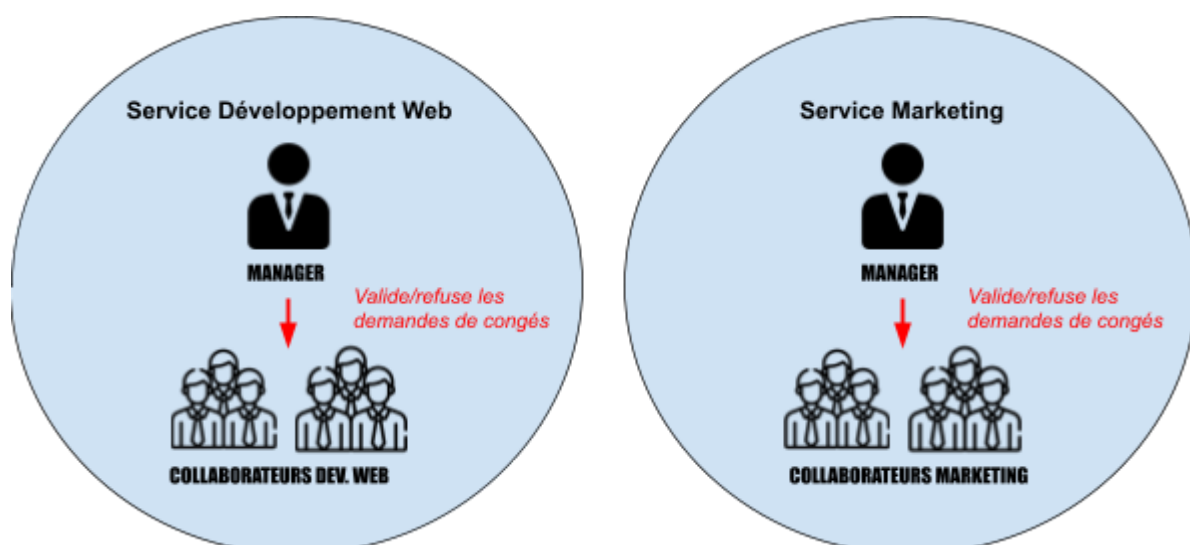 Service Développement Web
MANAGER
Valide/refuse les
demandes de congés
COLLABORATEURS DEV. WEB
Service Marketing
MANAGER
Valide/refuse les
demandes de congés
COLLABORATEURS MARKETING